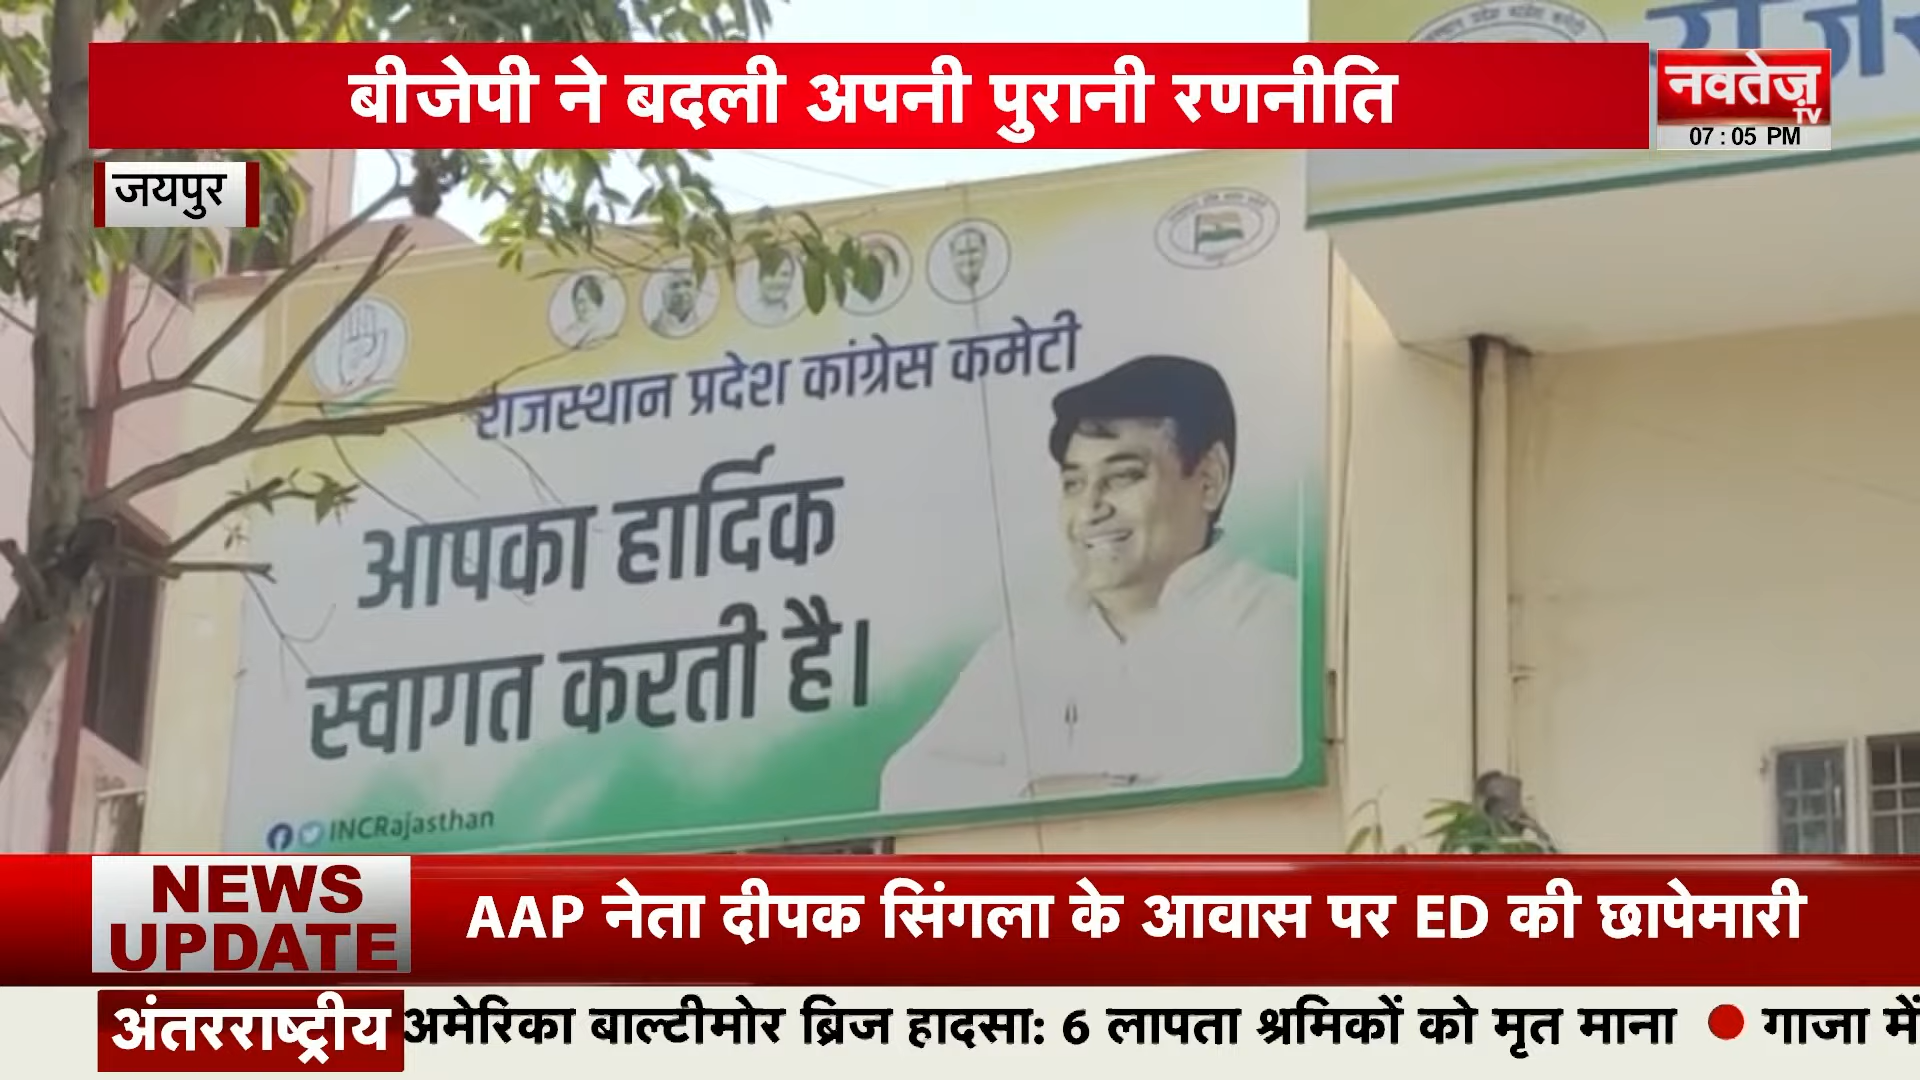 बीजेपी ने बदली अपनी पुरानी रणनीति
नवतेज़
TV
07 : 05 PM
जयपुर
राजस
राजस्थान प्रदेश कांग्रेस कमेटी
आपका हार्दिक
स्वागत करती है।
INCRajasthan
NEWS
UPDATE
AAP नेता दीपक सिंगला के आवास पर ED की छापेमारी
अंतरराष्ट्रीय
अमेरिका बाल्टीमोर ब्रिज हादसा: 6 लापता श्रमिकों को मृत माना
गाजा में